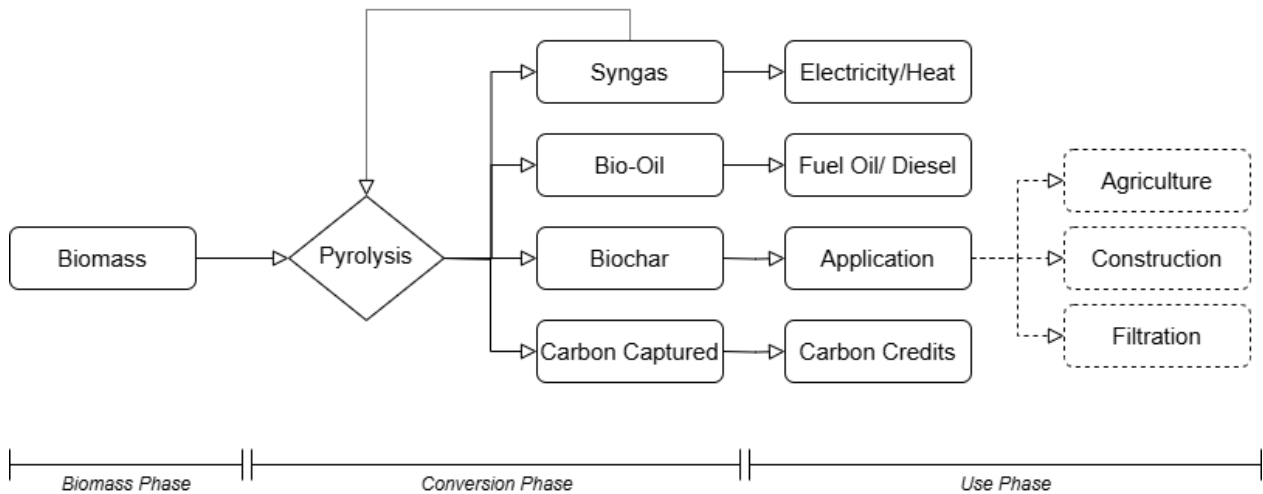 Syngas
Electricity/Heat
Bio-Oil
Fuel Oil/ Diesel
Agriculture
Biomass
Pyrolysis
Biochar
Application
Construction
Carbon Captured
Carbon Credits
Filtration
Biomass Phase
Conversion Phase
Use Phase